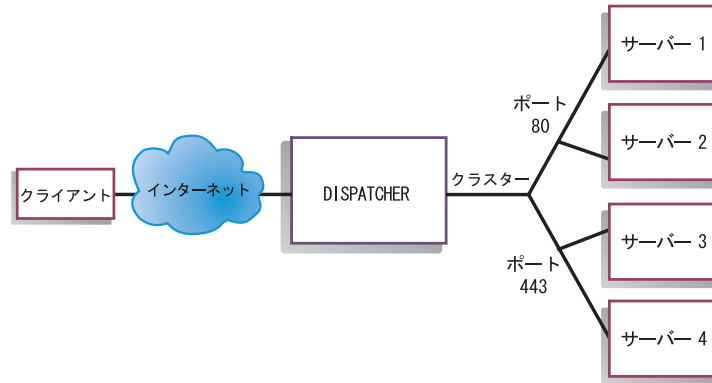 クライアント
インターネット
DISPATCHER
クラスター
ポート
80
ポート
443
サーバー 1
サーバー 2
サーバー 3
サーバー 4